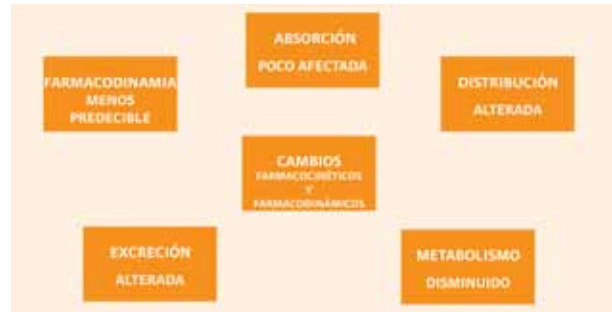 ABSORCIÓN
POCO AFECTADA
FARMACODINAMIA
MENOS
PREDECIBLE
DISTRIBUCIÓN
ALTERADA
CAMBIOS
FARMACOCINÉTICOS
Y
FARMACODINÁMICOS
EXCRECIÓN
ALTERADA
METABOLISMO
DISMINUIDO